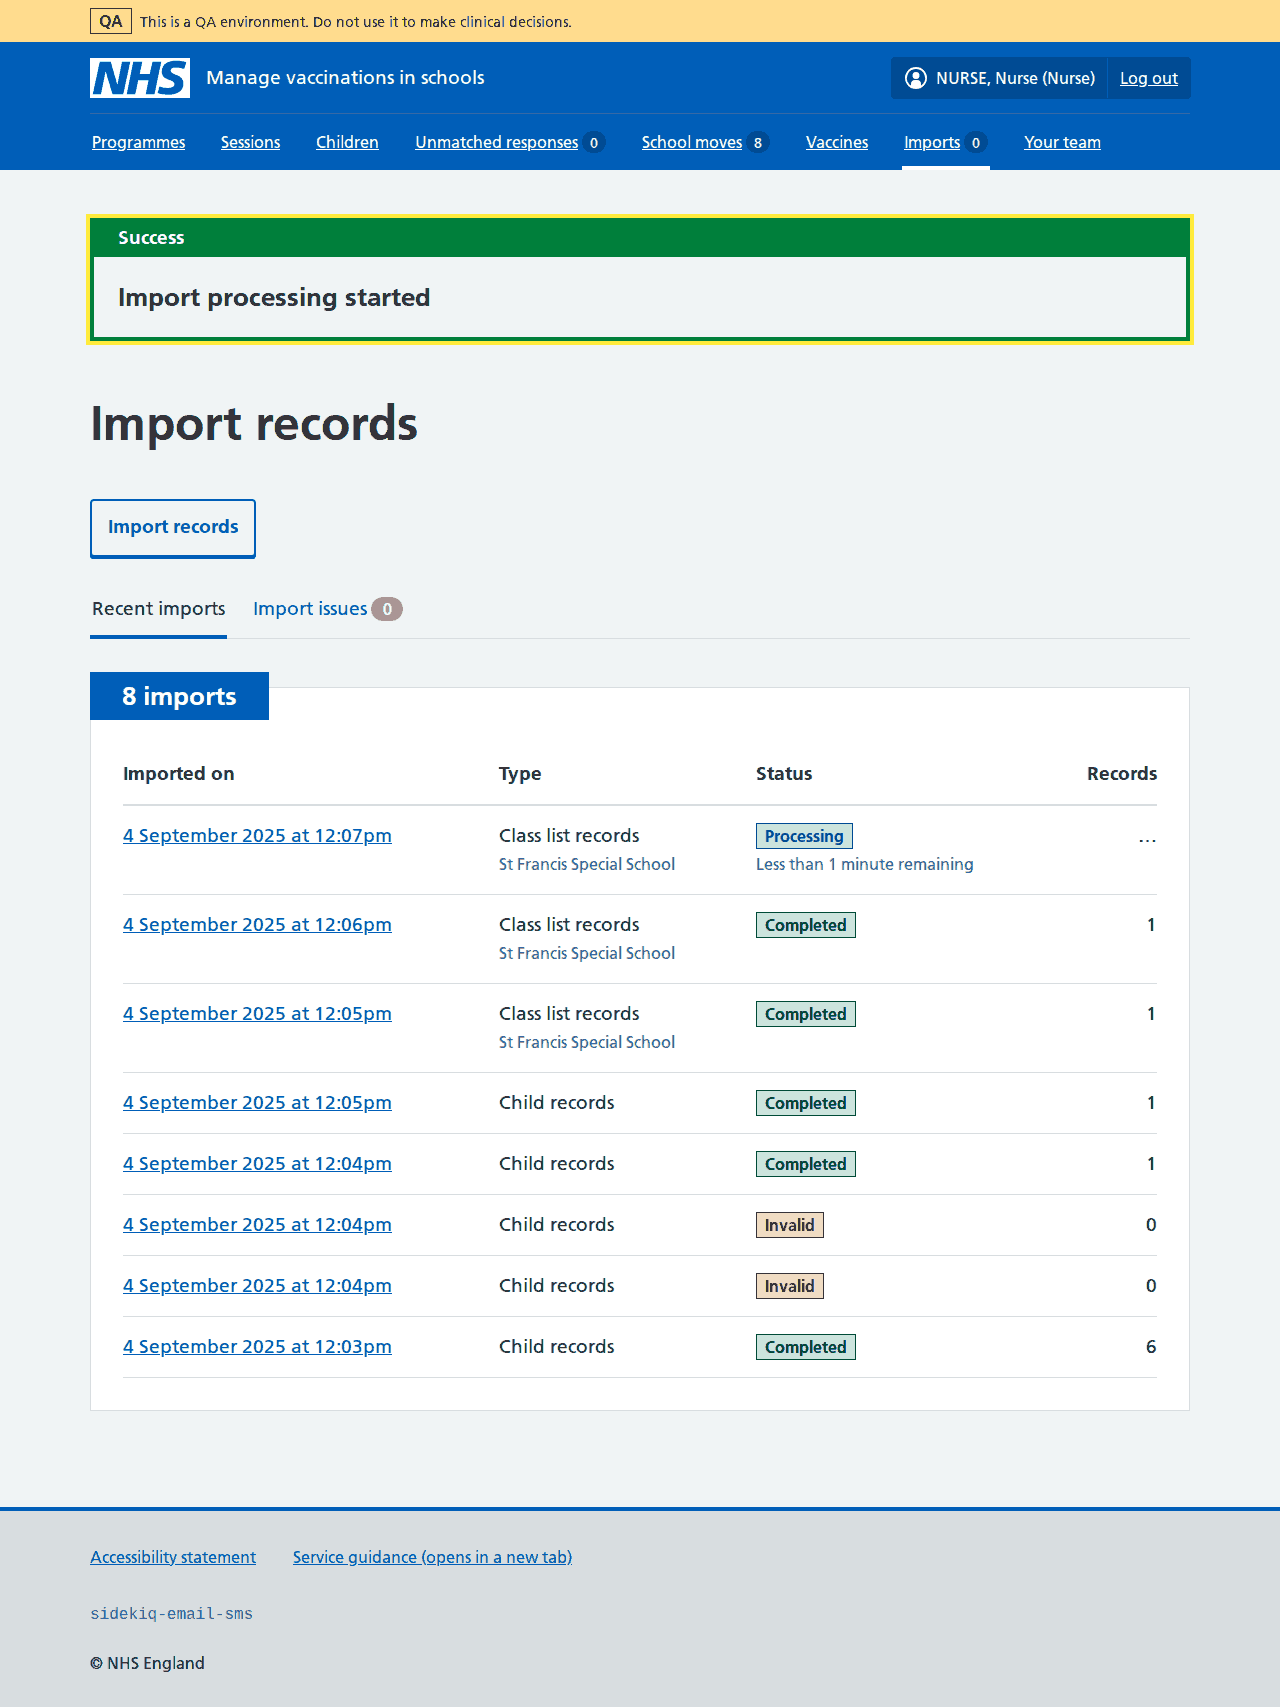 QA This is a QA environment. Do not use it to make clinical decisions.
NHS Manage vaccinations in schools NURSE, Nurse (Nurse) Log out
Programmes Sessions Children Unmatched responses 0 School moves 8 Vaccines Imports 0 Your team
Success
Import processing started
Import records
Import records
Recent imports Import issues 0
8 imports
Imported on Type Status Records
4 September 2025 at 12:07pm Class list records Processing ...
St Francis Special School Less than 1 minute remaining
4 September 2025 at 12:06pm Class list records Completed 1
St Francis Special School
4 September 2025 at 12:05pm Class list records Completed 1
St Francis Special School
4 September 2025 at 12:05pm Child records Completed 1
4 September 2025 at 12:04pm Child records Completed 1
4 September 2025 at 12:04pm Child records Invalid 0
4 September 2025 at 12:04pm Child records Invalid 0
4 September 2025 at 12:03pm Child records Completed 6
Accessibility statement Service guidance (opens in a new tab)
sidekiq-email-sms
© NHS England